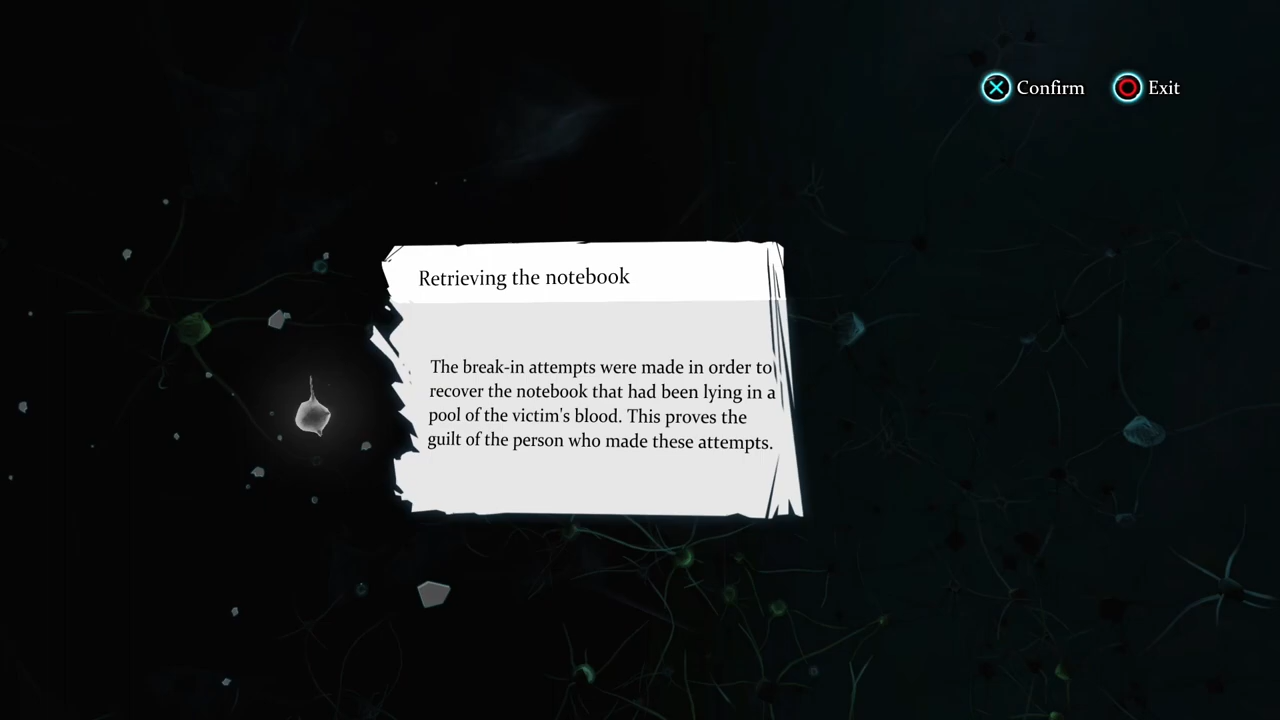 Confirm Exit
Retrieving the notebook
The break-in attempts were made in order to
recover the notebook that had been lying in a
pool of the victim's blood. This proves the
guilt of the person who made these attempts.